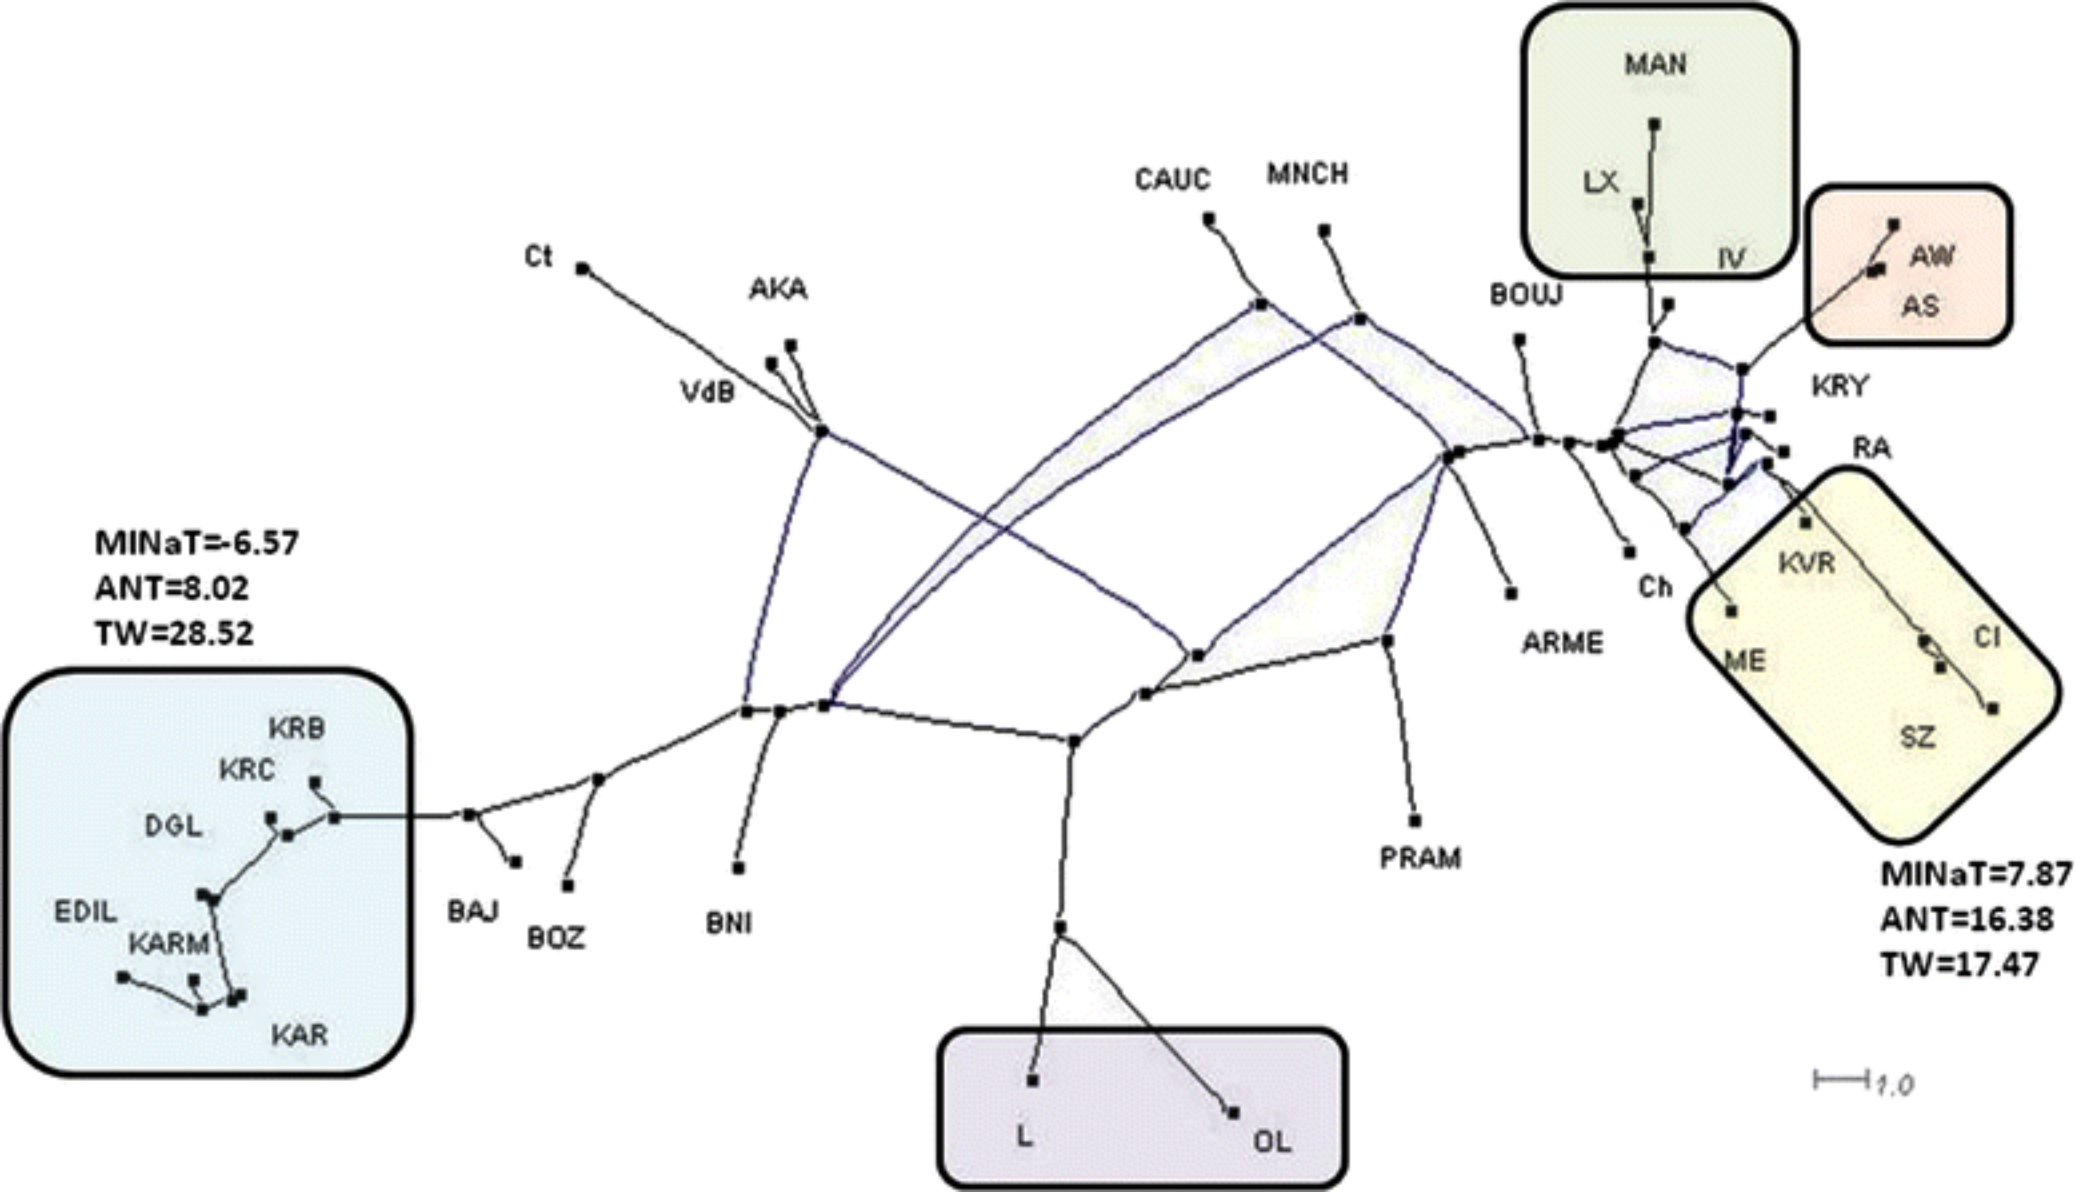 MAN
LX
IV
AW
AS
CAUC
MNCH
Ct
AKA
BOUJ
VdB
KRY
RA
MINaT=-6.57
ANT=8.02
TW=28.52
KVR
Ch
ARME
CI
ME
SZ
KRB
KRC
DGL
EDIL
KARM
KAR
BAJ
BOZ
BNI
PRAM
MINaT=7.87
ANT=16.38
TW=17.47
1.0
L
OL